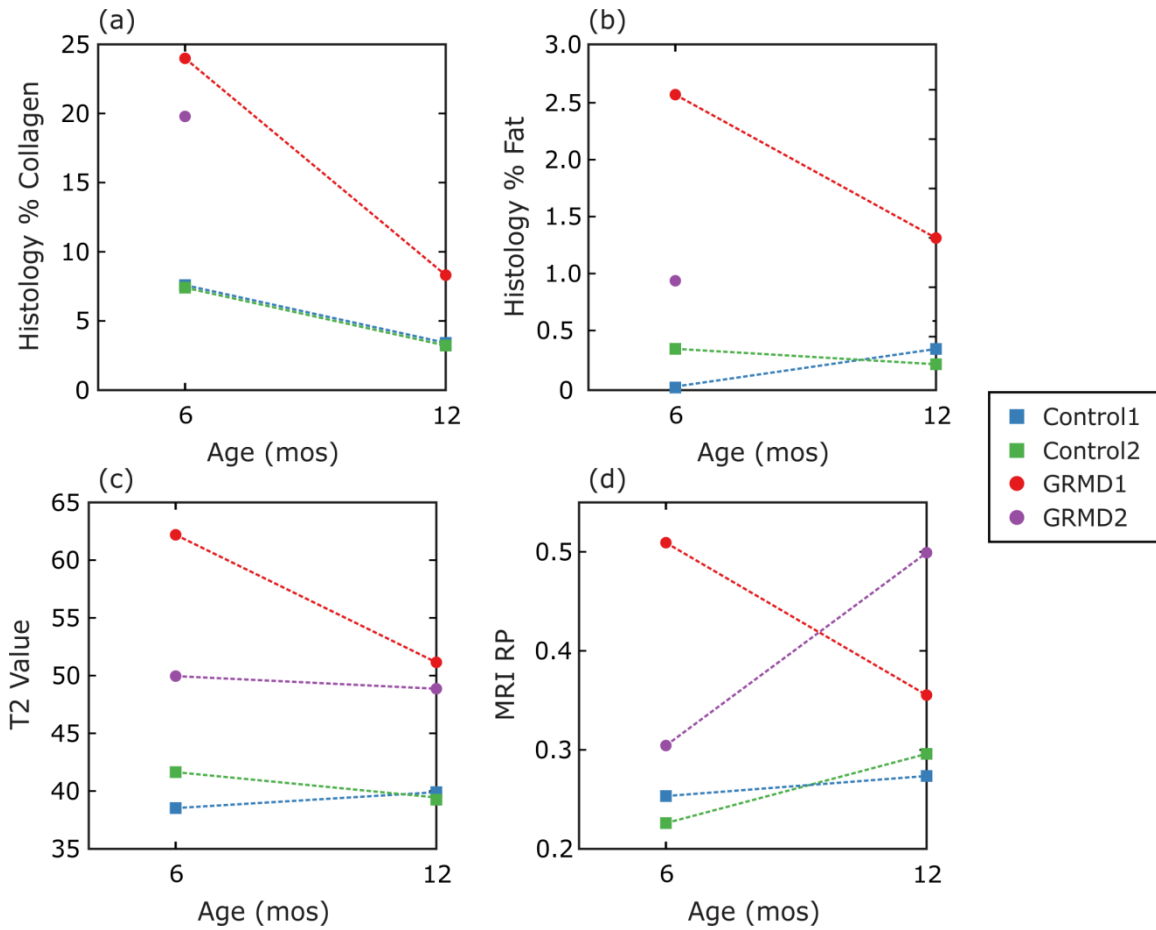 (a)
25
20
15
10
5
0
Histology % Collagen
6
12
Age (mos)
(b)
3.0
2.5
2.0
1.5
1.0
0.5
0
Histology % Fat
6
12
Age (mos)
Control1
Control2
GRMD1
GRMD2
(c)
65
60
55
50
45
40
35
T2 Value
6
12
Age (mos)
(d)
0.5
0.4
0.3
0.2
MRI RP
6
12
Age (mos)